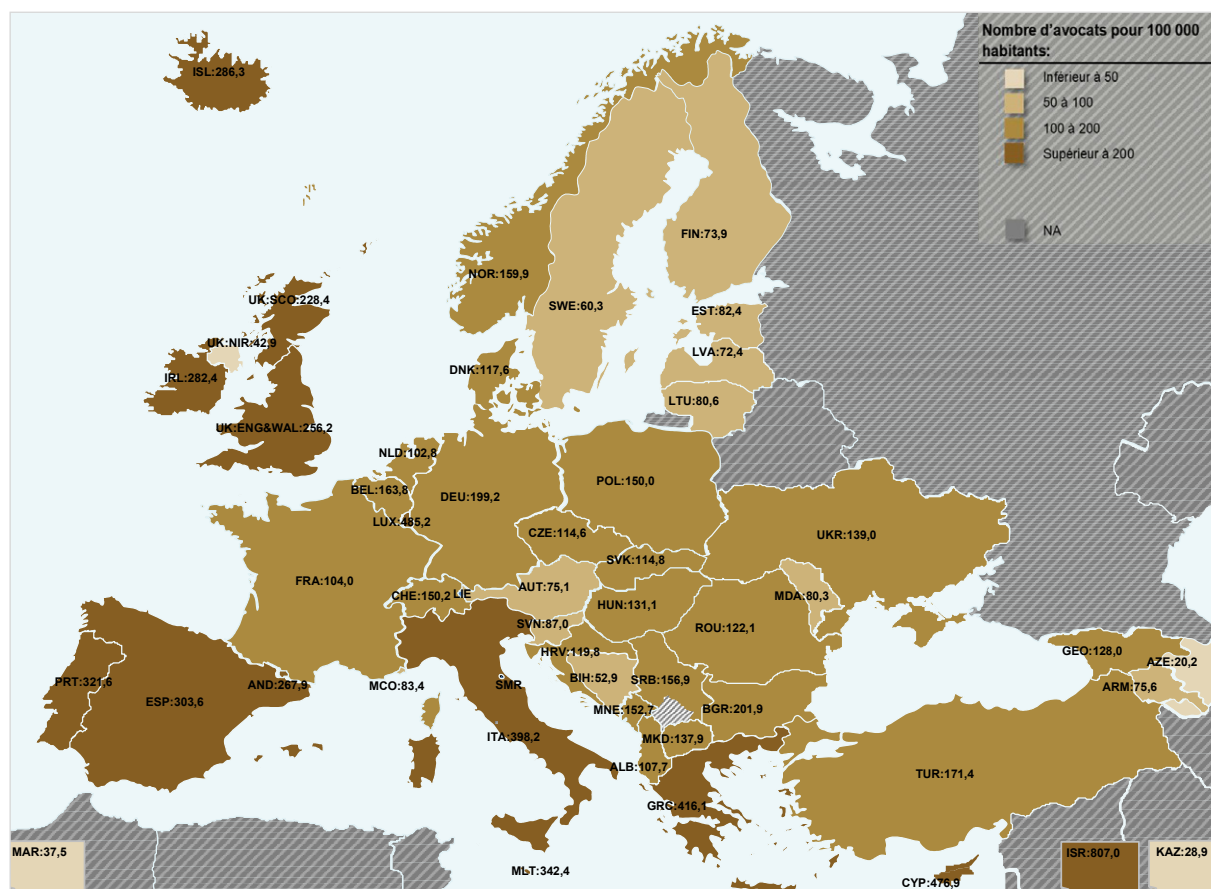 Nombre d'avocats pour 100 000
habitants:
Inférieur à 50
50 à 100
100 à 200
Supérieur à 200
NA
ISL:286,3
FIN:73,9
NOR:159,9
UK:SCO:228,4
SWE:60,3
EST:82,4
UK:NIR:42,9
LVA:72,4
DNK:117,6
IRL:282,4
LTU:80,6
UK:ENG&WAL:256,2
NLD:102,8
POL:150,0
BEL:163,8
DEU:199,2
LUX:485,2
CZE:114,6
UKR:139,0
SVK:114,8
FRA:104,0
AUT:75,1
CHE:150,2
LIE
MDA:80,3
HUN:131,1
SVN:87,0
ROU:122,1
HRV:119,8
GEO:128,0
AZE:20,2
PRT:321,6
AND:267,9
MCO:83,4
SMR
BIH:52,9
SRB:156,9
ARM:75,6
ESP:303,6
MNE:152,7
BGR:201,9
ITA:398,2
MKD:137,9
ALB:107,7
TUR:171,4
GRC:416,1
MAR:37,5
ISR:807,0
KAZ:28,9
MLT:342,4
CYP:476,9